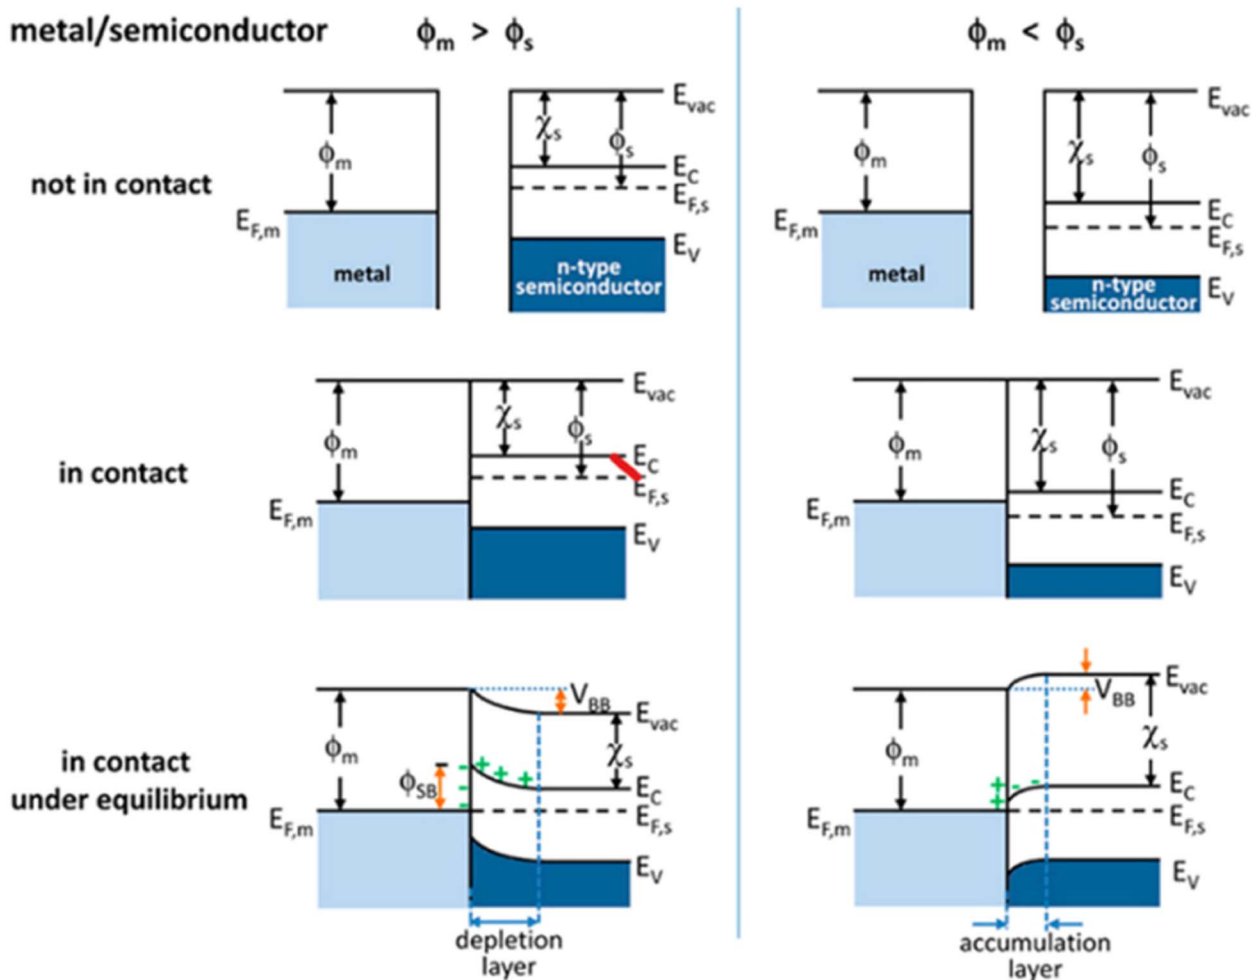 metal/semiconductor
ϕm > ϕs
ϕm < ϕs
not in contact
ϕm
EF,m
metal
χs
ϕs
Evac
EC
EF,s
EV
n-type
semiconductor
ϕm
EF,m
metal
χs
ϕs
Evac
EC
EF,s
EV
n-type
semiconductor
in contact
ϕm
EF,m
χs
ϕs
Evac
EC
EF,s
EV
ϕm
EF,m
χs
ϕs
Evac
EC
EF,s
EV
in contact
under equilibrium
ϕm
EF,m
ϕSB
VBB
Evac
χs
EC
EF,s
EV
depletion
layer
ϕm
EF,m
VBB
Evac
χs
EC
EF,s
EV
accumulation
layer